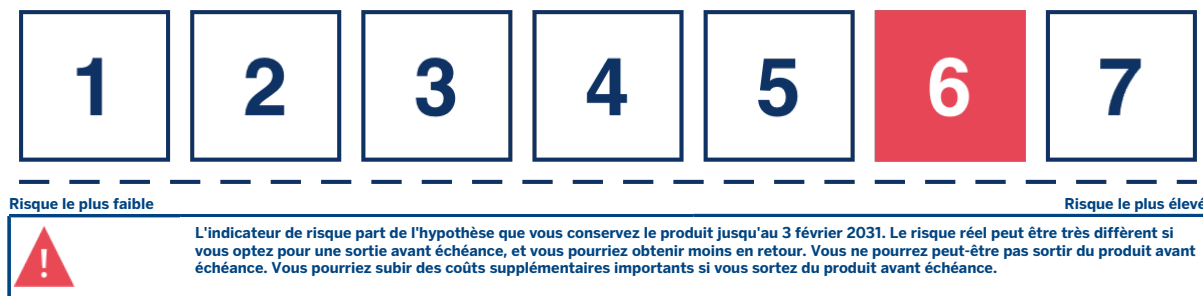 1 2 3 4 5 6 7
Risque le plus faible Risque le plus élevé
L'indicateur de risque part de l'hypothèse que vous conservez le produit jusqu'au 3 février 2031. Le risque réel peut être très diffèrent si
vous optez pour une sortie avant échéance, et vous pourriez obtenir moins en retour. Vous ne pourrez peut-être pas sortir du produit avant
échéance. Vous pourriez subir des coûts supplémentaires importants si vous sortez du produit avant échéance.
!